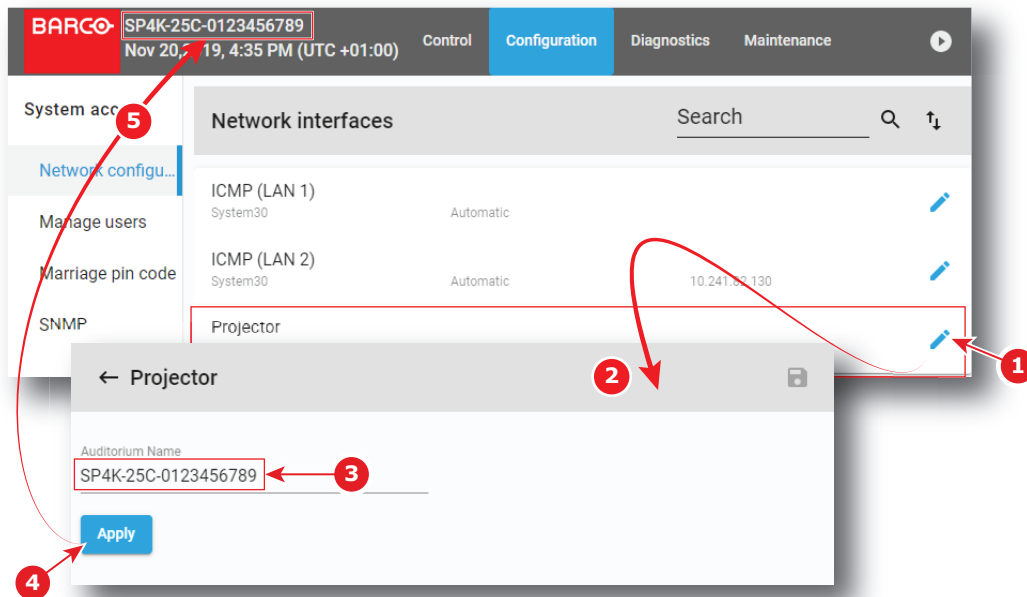 BARCO SP4K-25C-0123456789
Nov 20, 2019, 4:35 PM (UTC +01:00)
Control Configuration Diagnostics Maintenance
System acc
5
Network interfaces Search
Network configu...
Manage users
Marriage pin code
SNMP
ICMP (LAN 1)
System30 Automatic
ICMP (LAN 2)
System30 Automatic 10.241.82.130
Projector
1
← Projector
2
Auditorium Name
SP4K-25C-0123456789
3
Apply
4